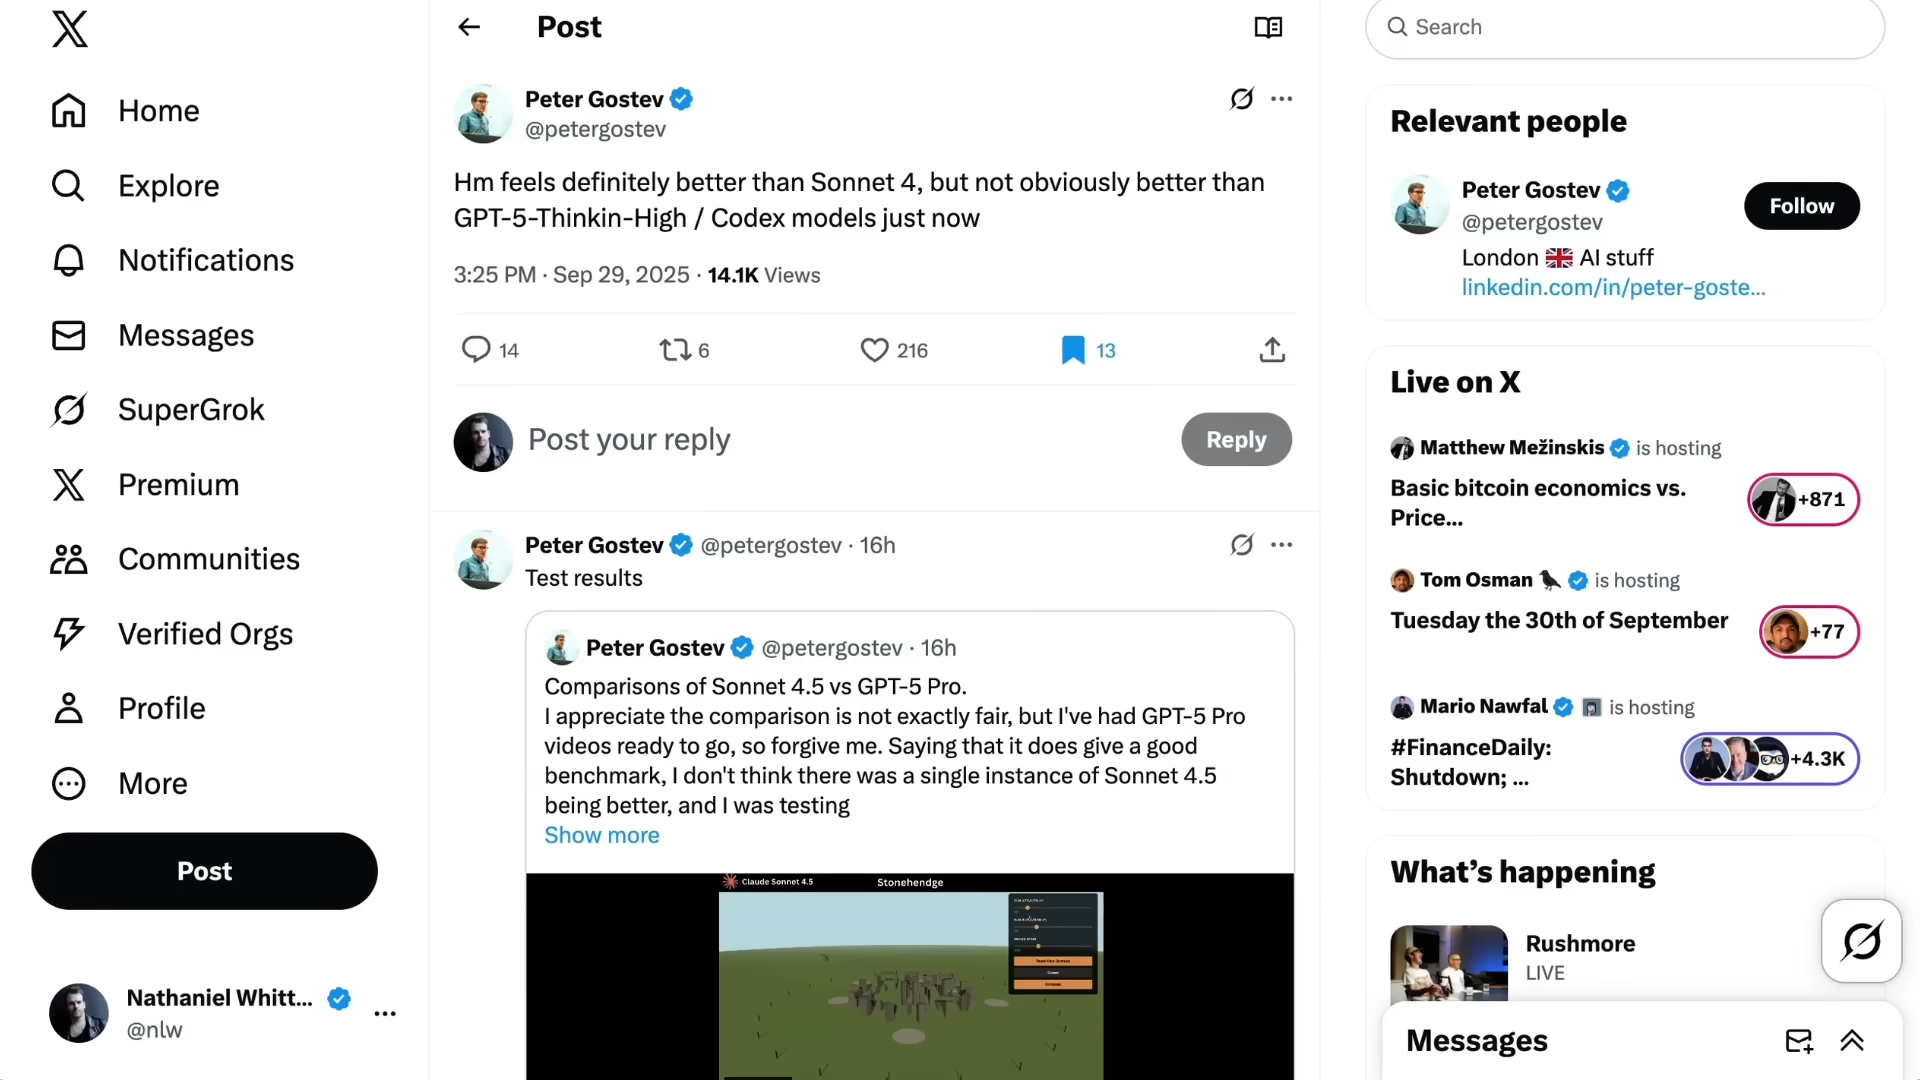 Home
Explore
Notifications
Messages
SuperGrok
Premium
Communities
Verified Orgs
Profile
More
Post
Nathaniel Whitt...
@nlw
Post
Peter Gostev
@petergostev
Hm feels definitely better than Sonnet 4, but not obviously better than
GPT-5-Thinkin-High / Codex models just now
3:25 PM · Sep 29, 2025 · 14.1K Views
14
6
216
13
Post your reply
Reply
Peter Gostev @petergostev · 16h
Test results
Peter Gostev @petergostev · 16h
Comparisons of Sonnet 4.5 vs GPT-5 Pro.
I appreciate the comparison is not exactly fair, but I've had GPT-5 Pro
videos ready to go, so forgive me. Saying that it does give a good
benchmark, I don't think there was a single instance of Sonnet 4.5
being better, and I was testing
Show more
Claude Sonnet 4.5
Stonehendge
Search
Relevant people
Peter Gostev
@petergostev
Follow
London 🇬🇧 AI stuff
linkedin.com/in/peter-goste...
Live on X
Matthew Mežinskis is hosting
Basic bitcoin economics vs.
Price...
+871
Tom Osman is hosting
Tuesday the 30th of September
+77
Mario Nawfal is hosting
#FinanceDaily:
Shutdown; ...
+4.3K
What's happening
Rushmore
LIVE
Messages